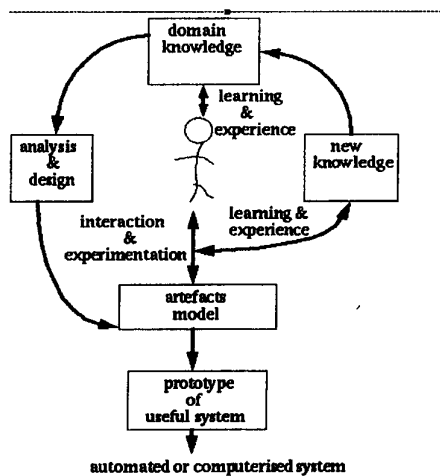 domain
knowledge
learning
&
experience
analysis
&
design
new
knowledge
interaction
&
experimentation
learning &
experience
artefacts
model
prototype
of
useful system
automated or computerised system